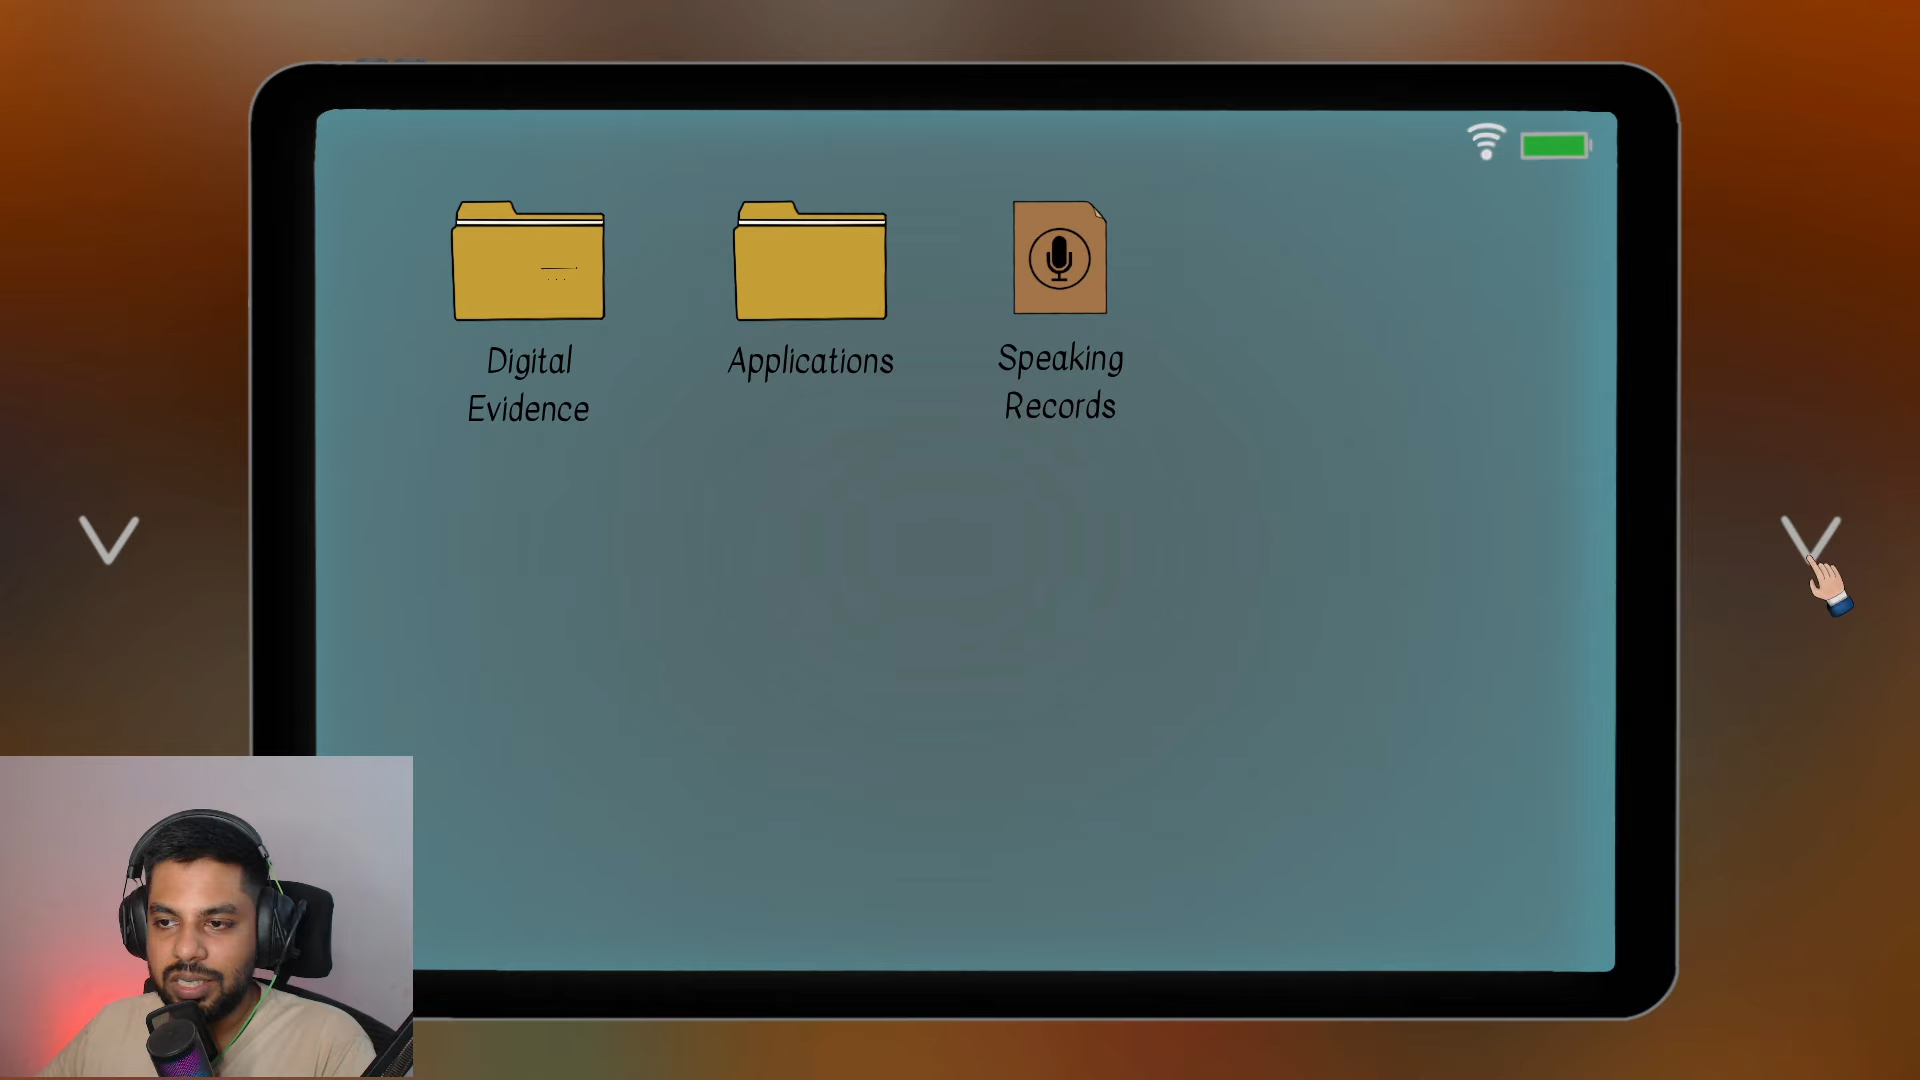 Digital
Evidence
Applications
Speaking
Records